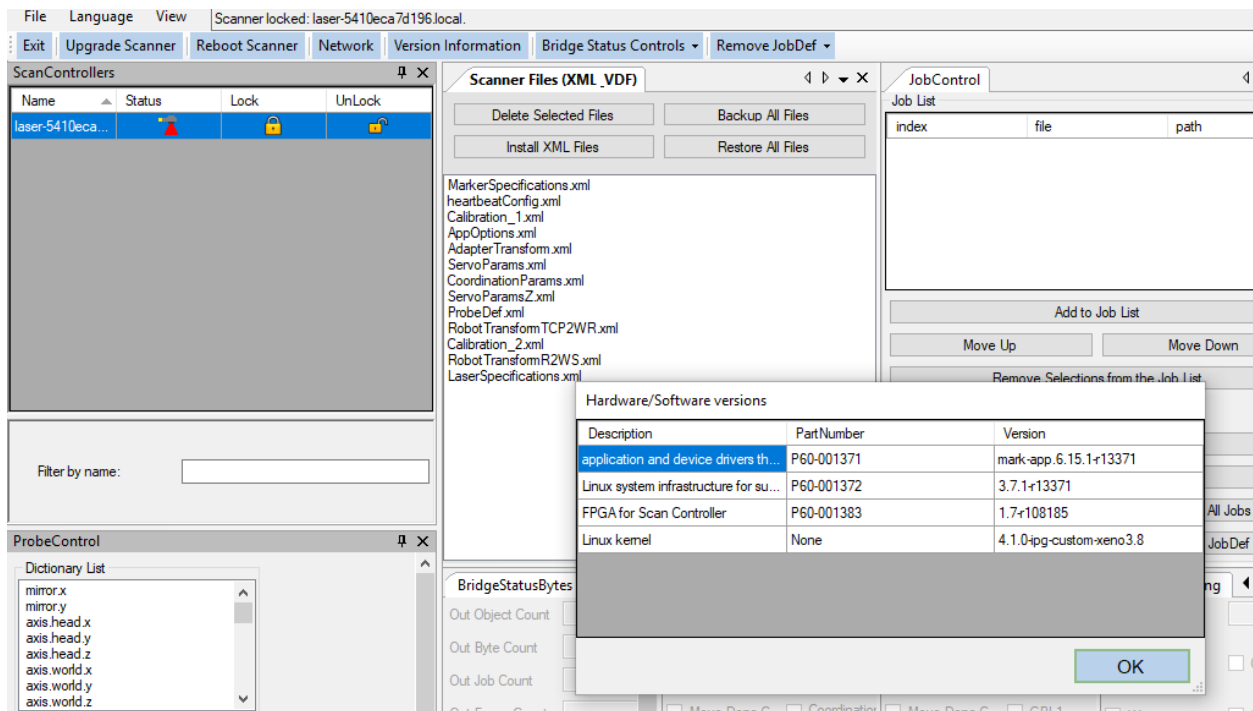 File Language View Scanner locked: laser-5410eca7d196.local.
Exit Upgrade Scanner Reboot Scanner Network Version Information Bridge Status Controls Remove JobDef
ScanControllers
Name Status Lock UnLock
laser-5410eca...
Filter by name:
ProbeControl
Dictionary List
mirror.x
mirror.y
axis.head.x
axis.head.y
axis.head.z
axis.world.x
axis.world.y
axis.world.z
Scanner Files (XML_VDF)
Delete Selected Files Backup All Files
Install XML Files Restore All Files
MarkerSpecifications.xml
heartbeatConfig.xml
Calibration_1.xml
AppOptions.xml
AdapterTransform.xml
ServoParams.xml
CoordinationParams.xml
ServoParamsZ.xml
ProbeDef.xml
RobotTransformTCP2WR.xml
Calibration_2.xml
RobotTransformR2WS.xml
LaserSpecifications.xml
JobControl
Job List
index file path
Add to Job List
Move Up Move Down
Remove Selections from the Job List
All Jobs
JobDef
Hardware/Software versions
Description PartNumber Version
application and device drivers th... P60-001371 mark-app.6.15.1-r13371
Linux system infrastructure for su... P60-001372 3.7.1-r13371
FPGA for Scan Controller P60-001383 1.7-r108185
Linux kernel None 4.1.0-ipg-custom-xeno3.8
OK
BridgeStatusBytes
ng
Out Object Count
Out Byte Count
Out Job Count